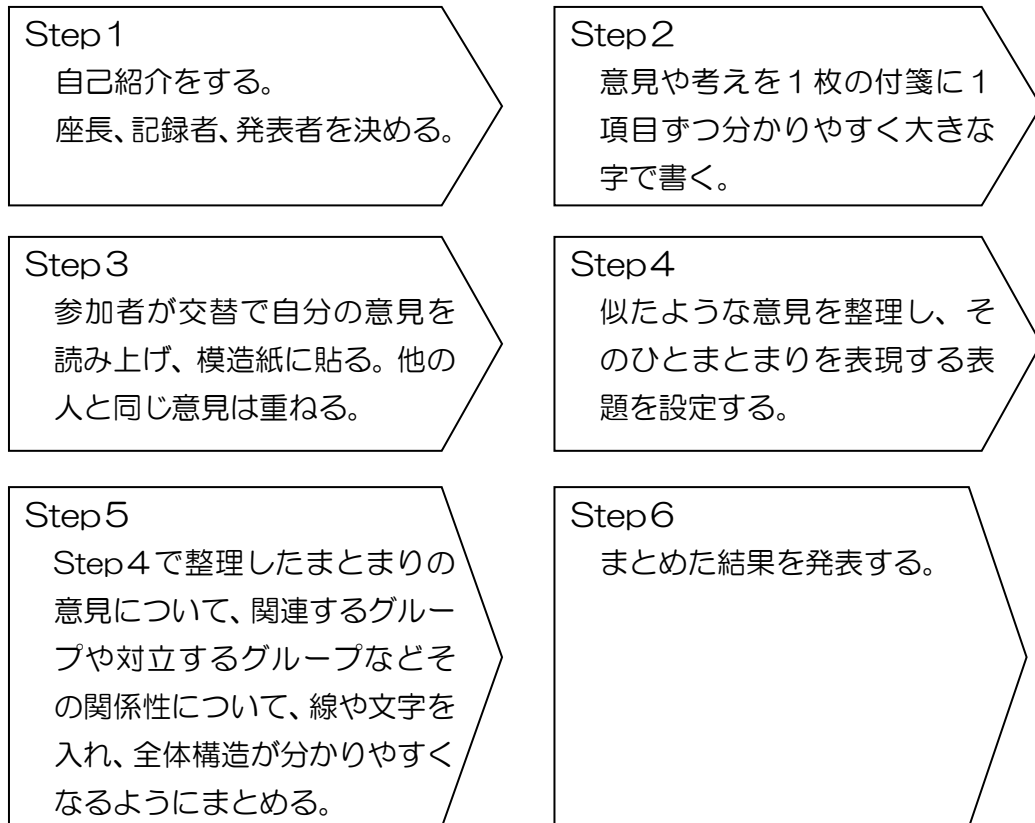 Step1
自己紹介をする。
座長、記録者、発表者を決める。
Step2
意見や考えを1枚の付箋に1
項目ずつ分かりやすく大きな
字で書く。
Step3
参加者が交替で自分の意見を
読み上げ、模造紙に貼る。他の
人と同じ意見は重ねる。
Step4
似たような意見を整理し、そ
のひとまとまりを表現する表
題を設定する。
Step5
Step4で整理したまとまりの
意見について、関連するグルー
プや対立するグループなどそ
の関係性について、線や文字を
入れ、全体構造が分かりやすく
なるようにまとめる。
Step6
まとめた結果を発表する。